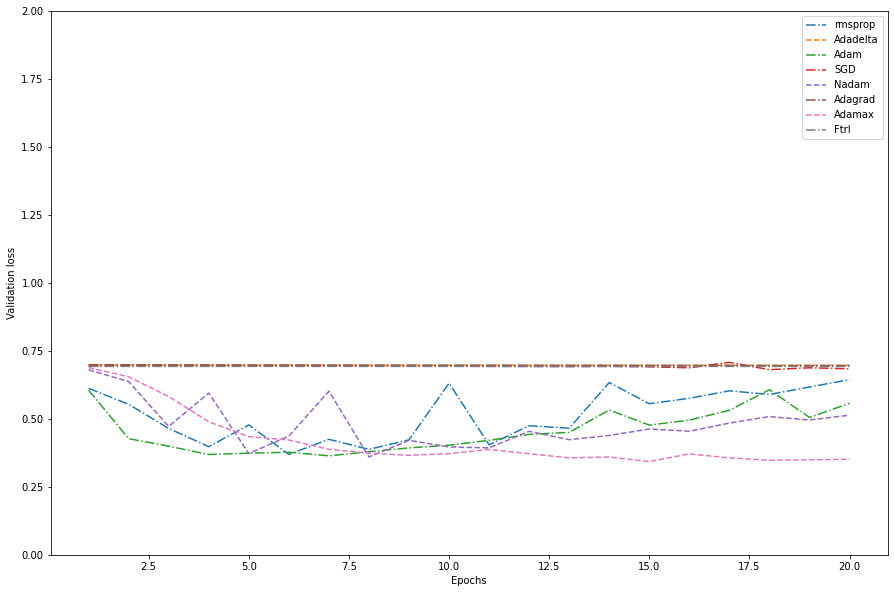 2.00
1.75
1.50
1.25
1.00
0.75
0.50
0.25
0.00
Validation loss
2.5
5.0
7.5
10.0
12.5
15.0
17.5
20.0
Epochs
rmsprop
Adadelta
Adam
SGD
Nadam
Adagrad
Adamax
Ftrl